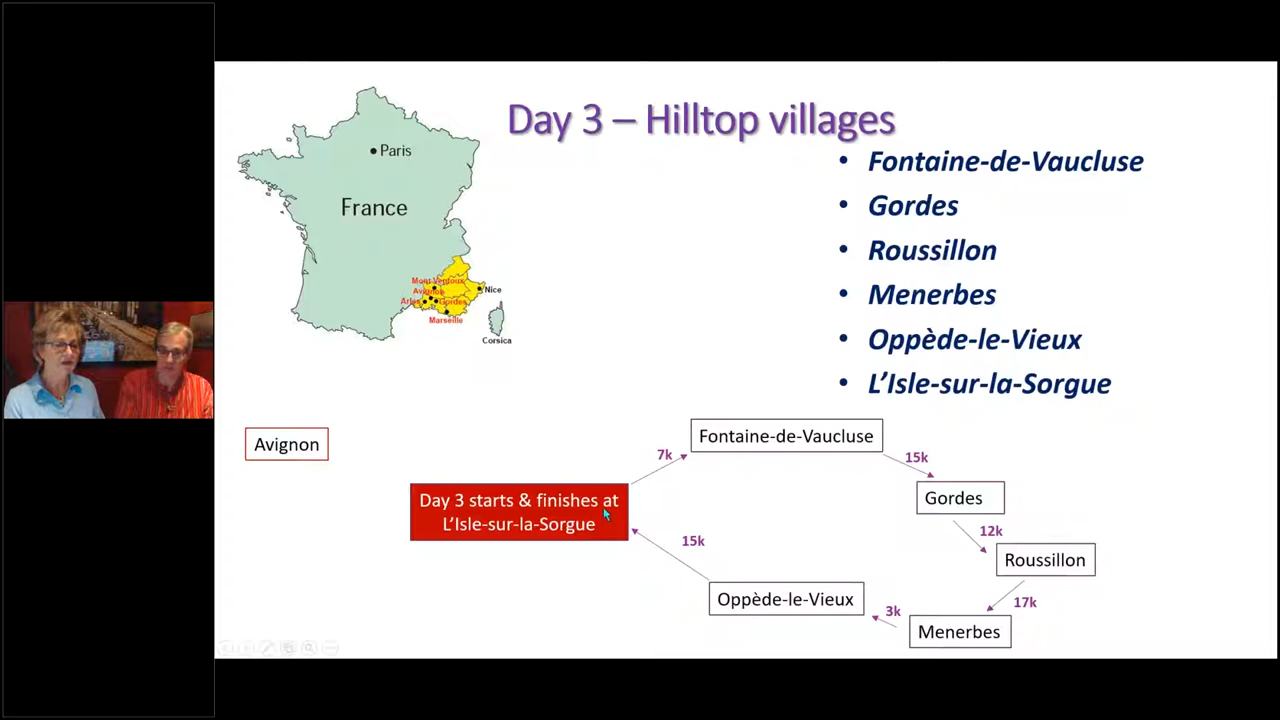 Day 3 – Hilltop villages
Paris
France
Mont Ventoux
Avignon
Arles
Gordes
Nice
Marseille
Corsica
• Fontaine-de-Vaucluse
• Gordes
• Roussillon
• Menerbes
• Oppède-le-Vieux
• L’Isle-sur-la-Sorgue
Avignon
Day 3 starts & finishes at
L’Isle-sur-la-Sorgue
7k
Fontaine-de-Vaucluse
15k
Gordes
12k
Roussillon
17k
Menerbes
3k
Oppède-le-Vieux
15k